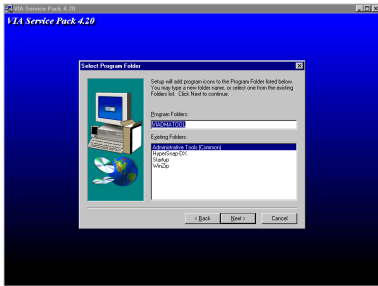 VIA Service Pack 4.20
VIA Service Pack 4.20
Select Program Folder
Setup will add program icons to the Program Folder listed below.
You may type a new folder name, or select one from the existing
Folders list. Click Next to continue.
Program Folders:
VIADMATOOL
Existing Folders:
Administrative Tools (Common)
HyperSnap-DX
Startup
WinZip
< Back
Next >
Cancel